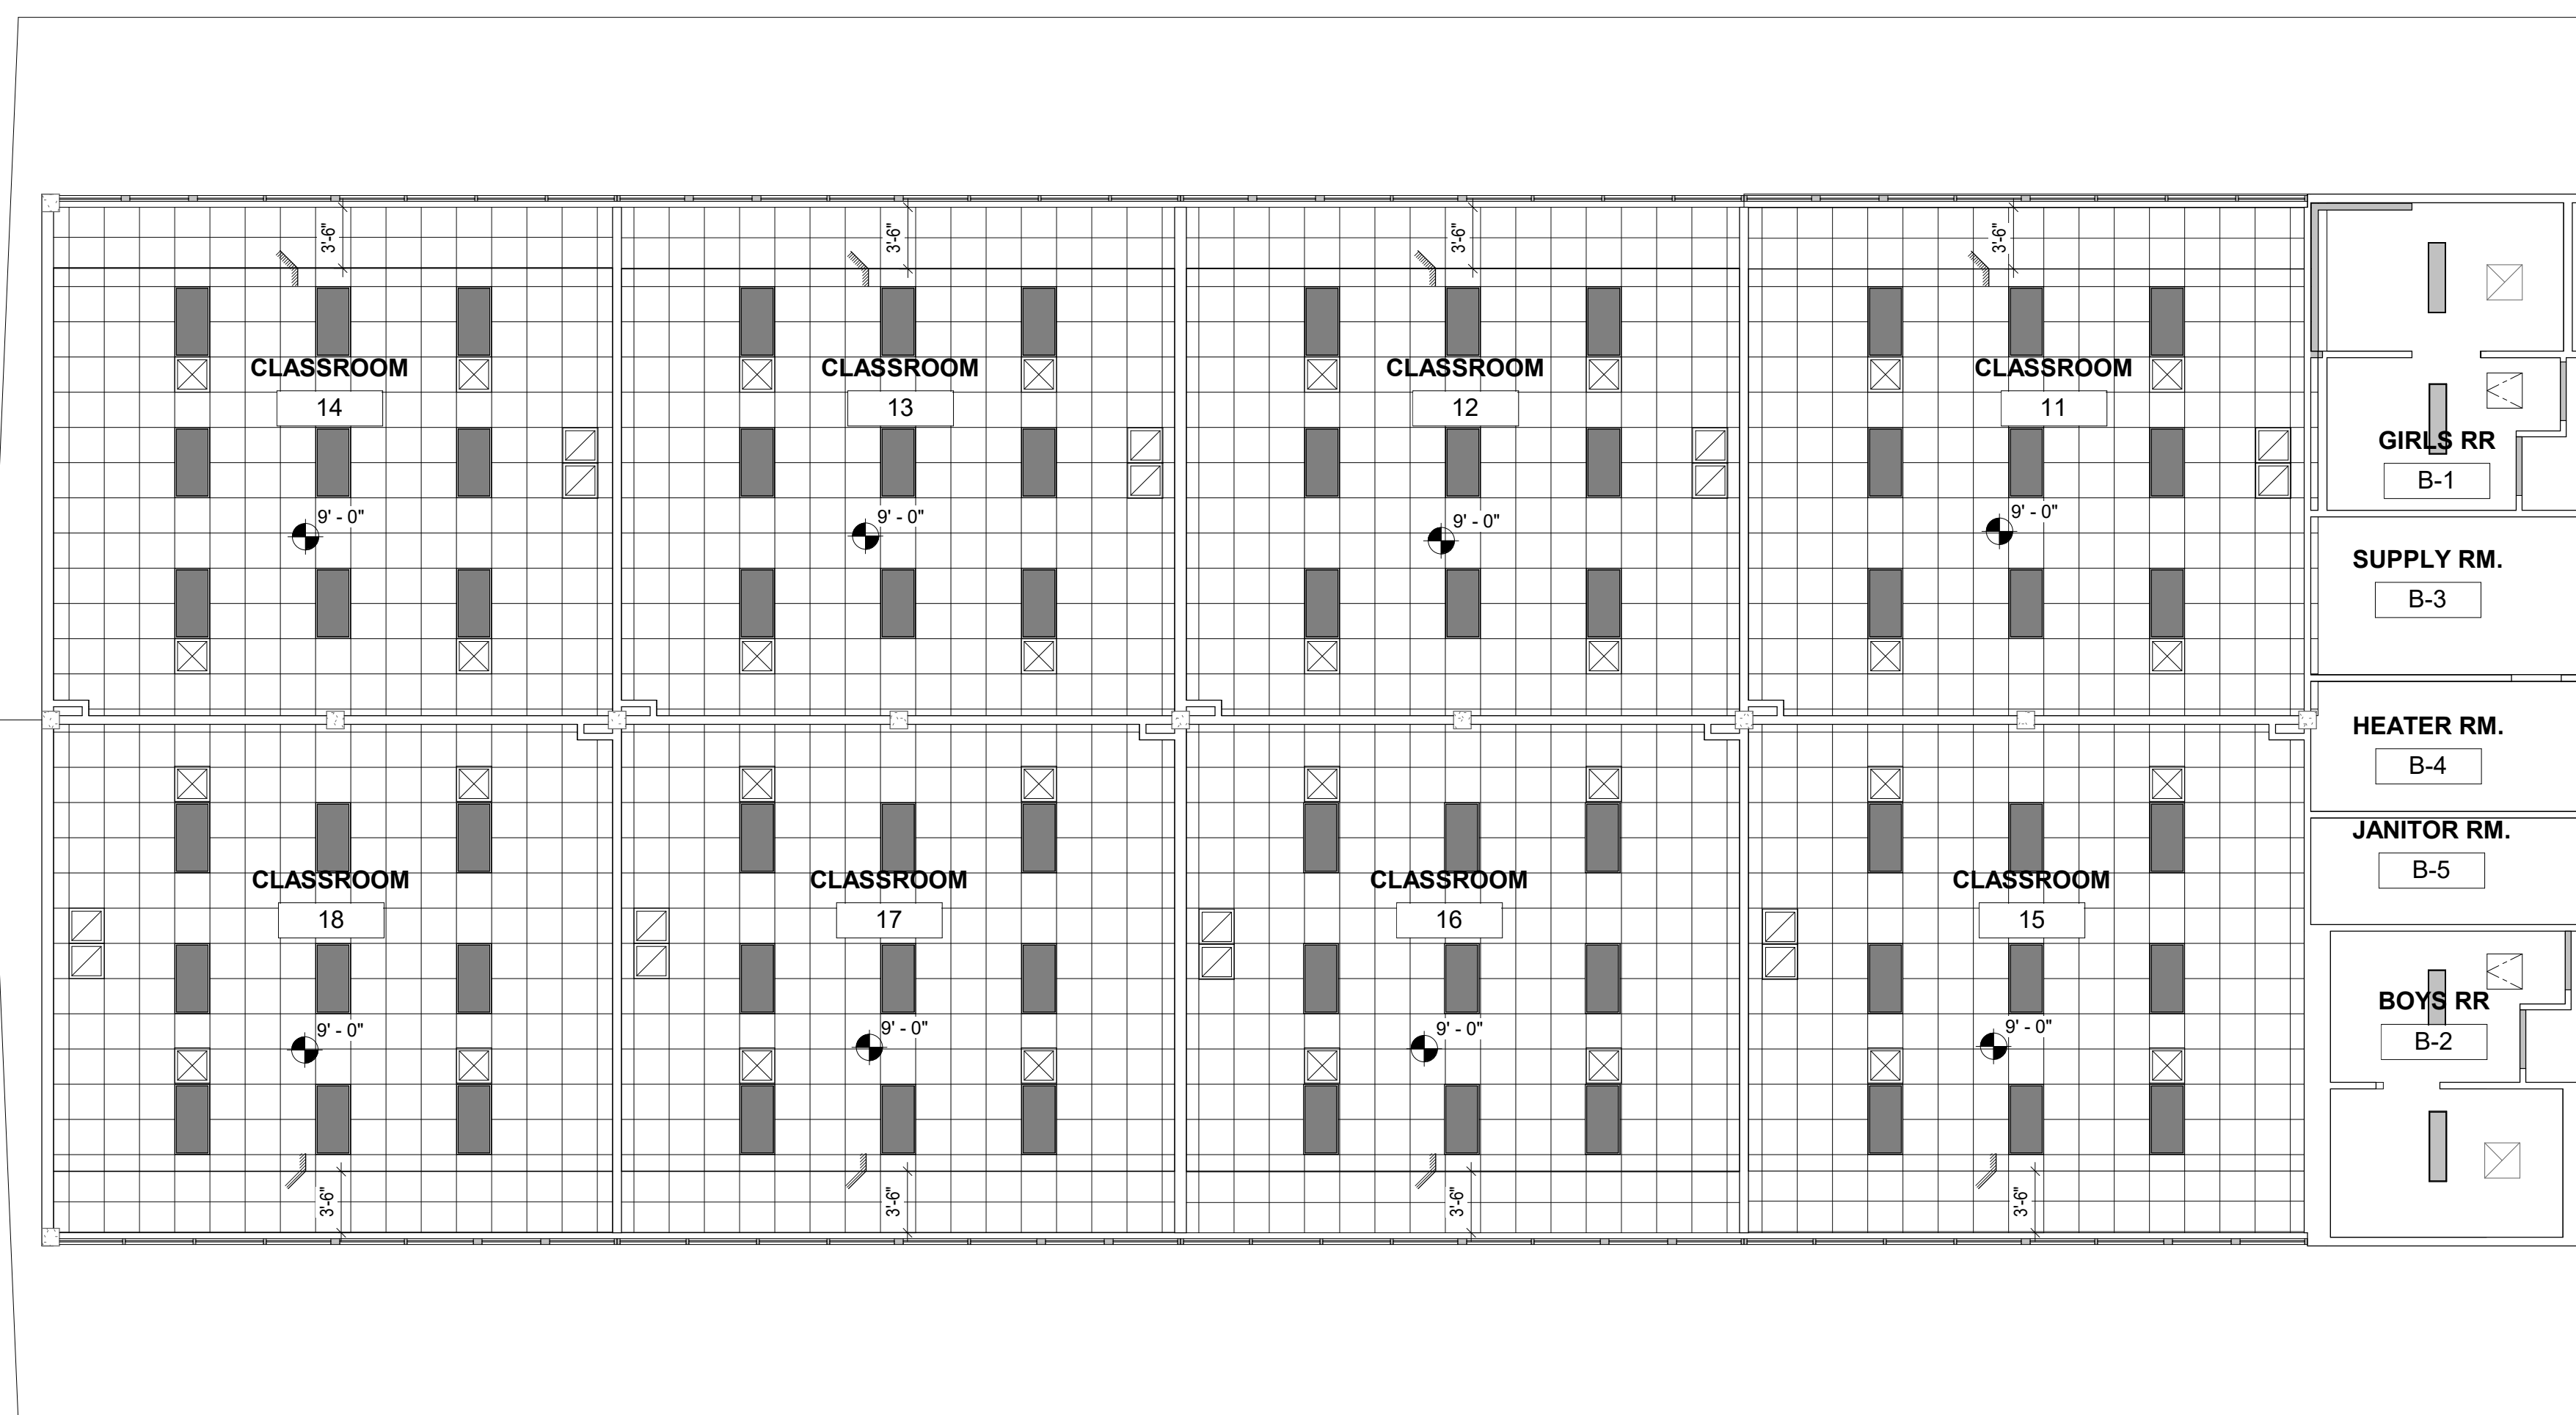 3'-6"
3'-6"
3'-6"
3'-6"
CLASSROOM
14
CLASSROOM
13
CLASSROOM
12
CLASSROOM
11
GIRLS RR
B-1
9' - 0"
9' - 0"
9' - 0"
9' - 0"
SUPPLY RM.
B-3
HEATER RM.
B-4
JANITOR RM.
B-5
CLASSROOM
18
CLASSROOM
17
CLASSROOM
16
CLASSROOM
15
BOYS RR
B-2
9' - 0"
9' - 0"
9' - 0"
9' - 0"
3'-6"
3'-6"
3'-6"
3'-6"